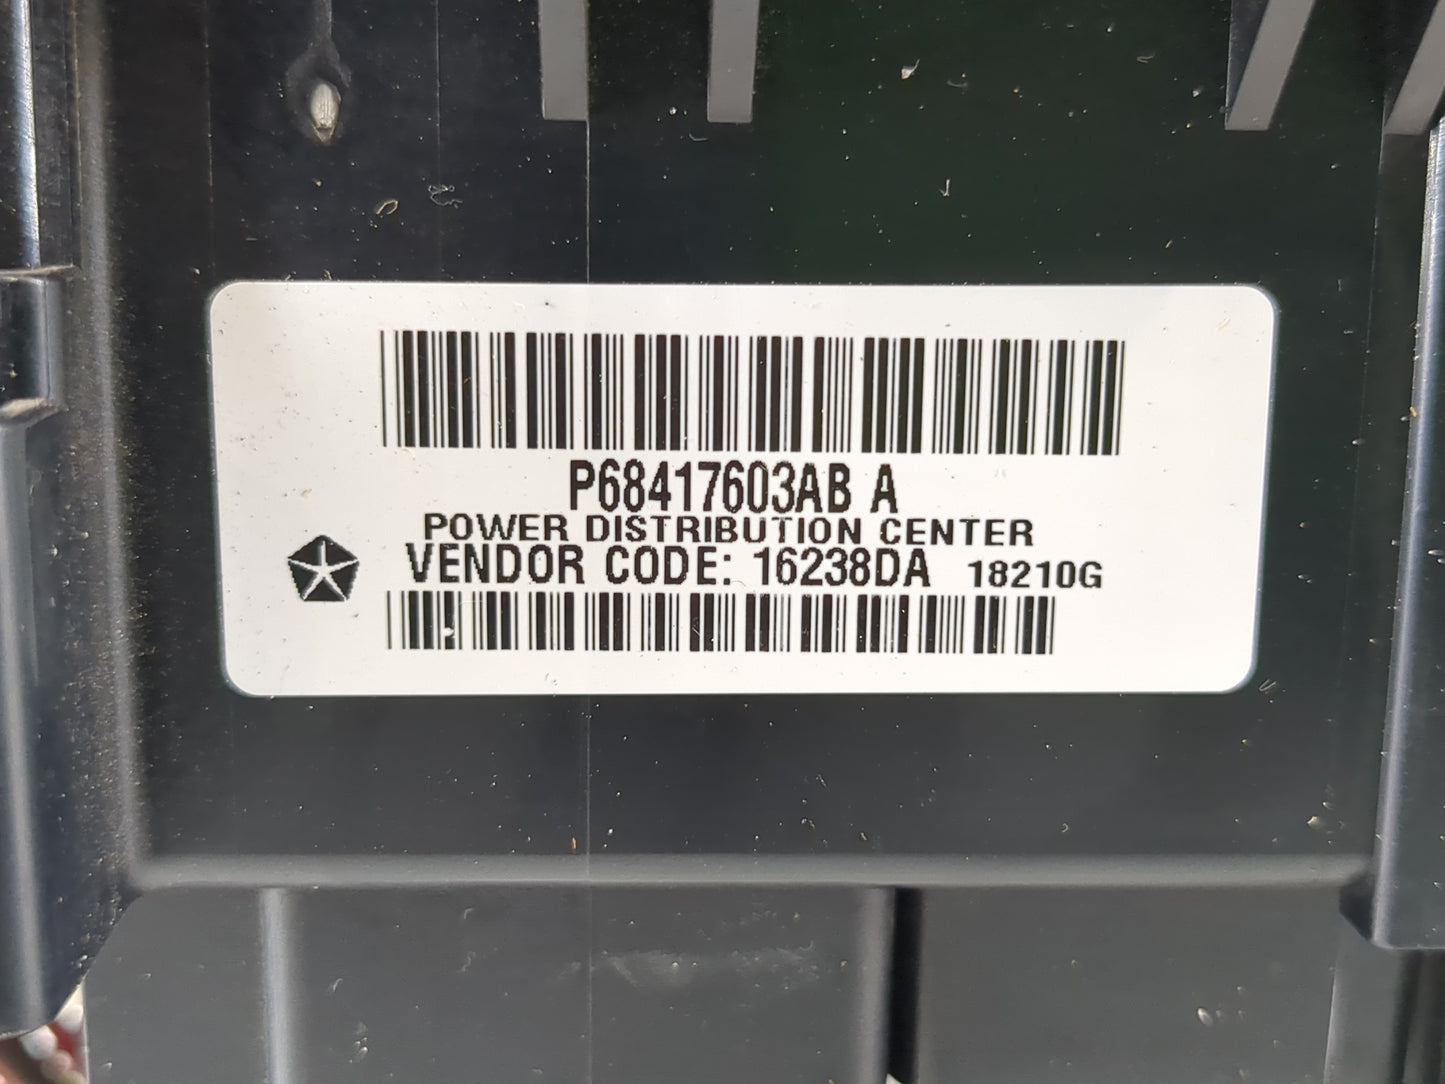 P68417603AB A
POWER DISTRIBUTION CENTER
VENDOR CODE: 16238DA 18210G